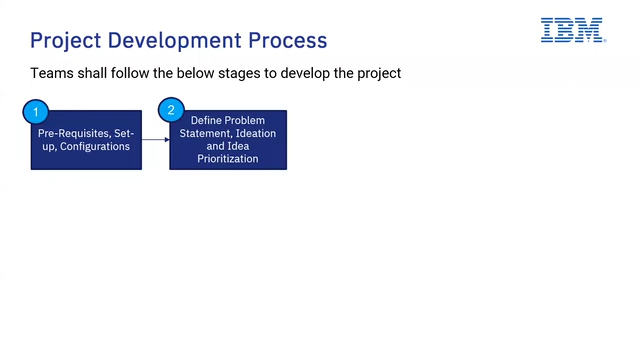 Project Development Process
IBM
Teams shall follow the below stages to develop the project
1
Pre-Requisites, Set-
up, Configurations
2
Define Problem
Statement, Ideation
and Idea
Prioritization